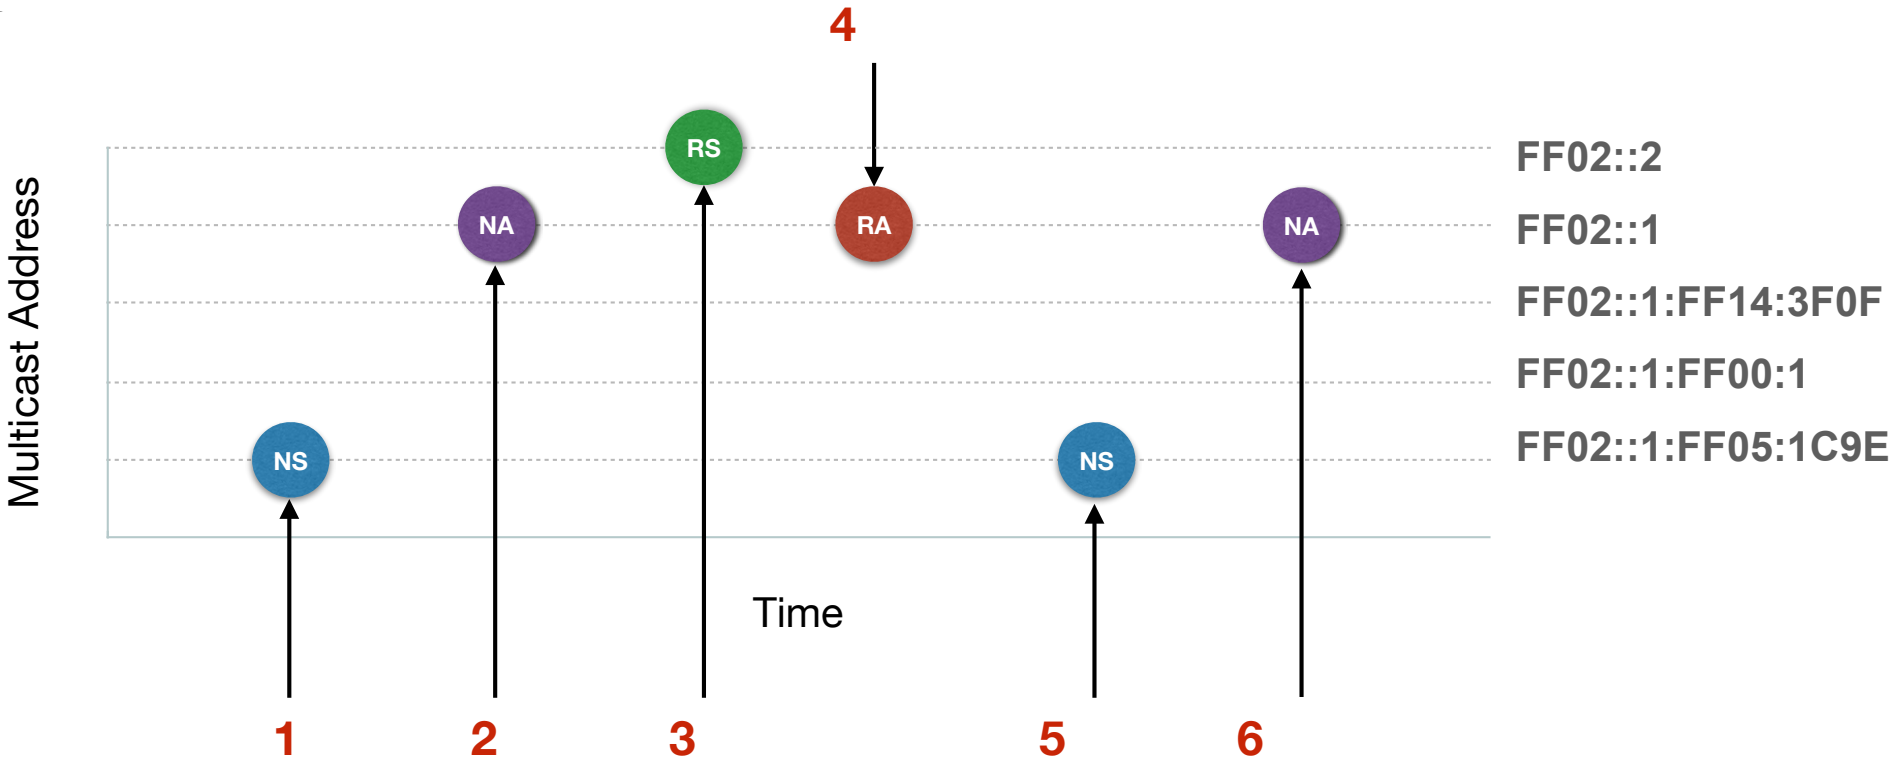 4
RS
FF02::2
NA
RA
NA
FF02::1
FF02::1:FF14:3F0F
FF02::1:FF00:1
NS
NS
FF02::1:FF05:1C9E
Multicast Address
Time
1
2
3
5
6